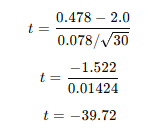 t = (0.478 − 2.0) / (0.078/√30)
t = −1.522 / 0.01424
t = −39.72